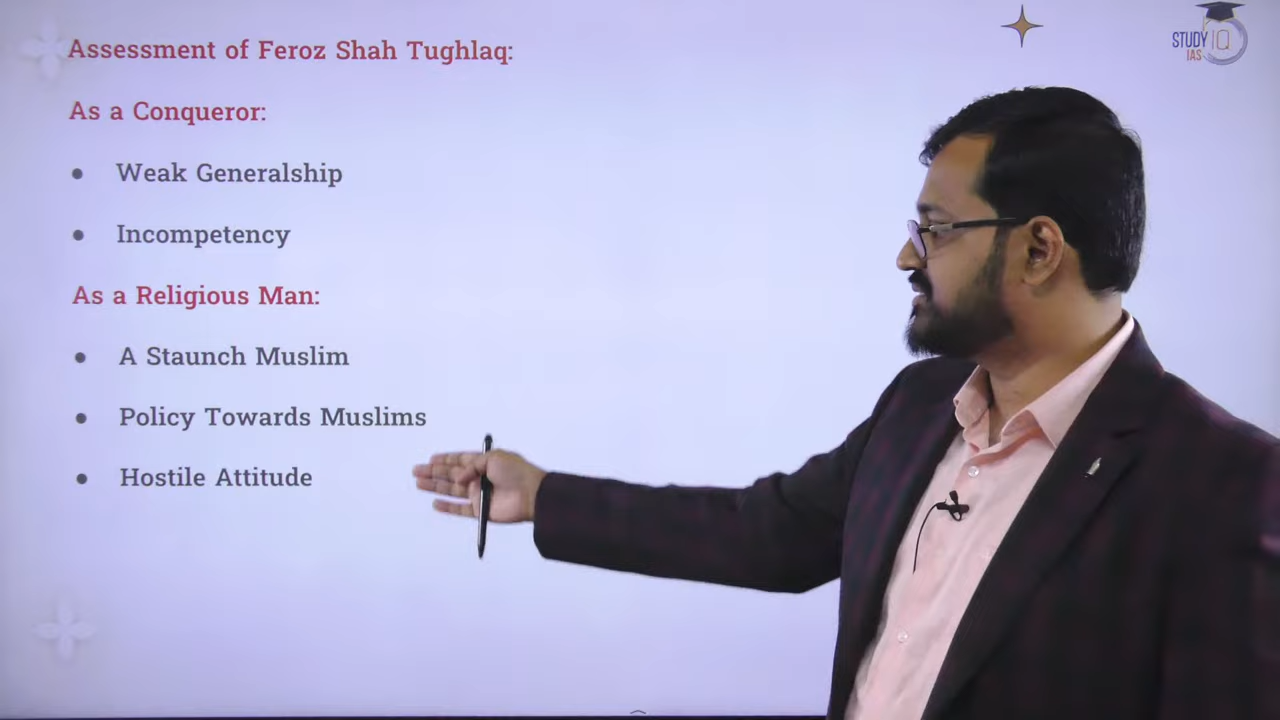 Assessment of Feroz Shah Tughlaq:
STUDY IQ
IAS
As a Conqueror:
● Weak Generalship
● Incompetency
As a Religious Man:
● A Staunch Muslim
● Policy Towards Muslims
● Hostile Attitude